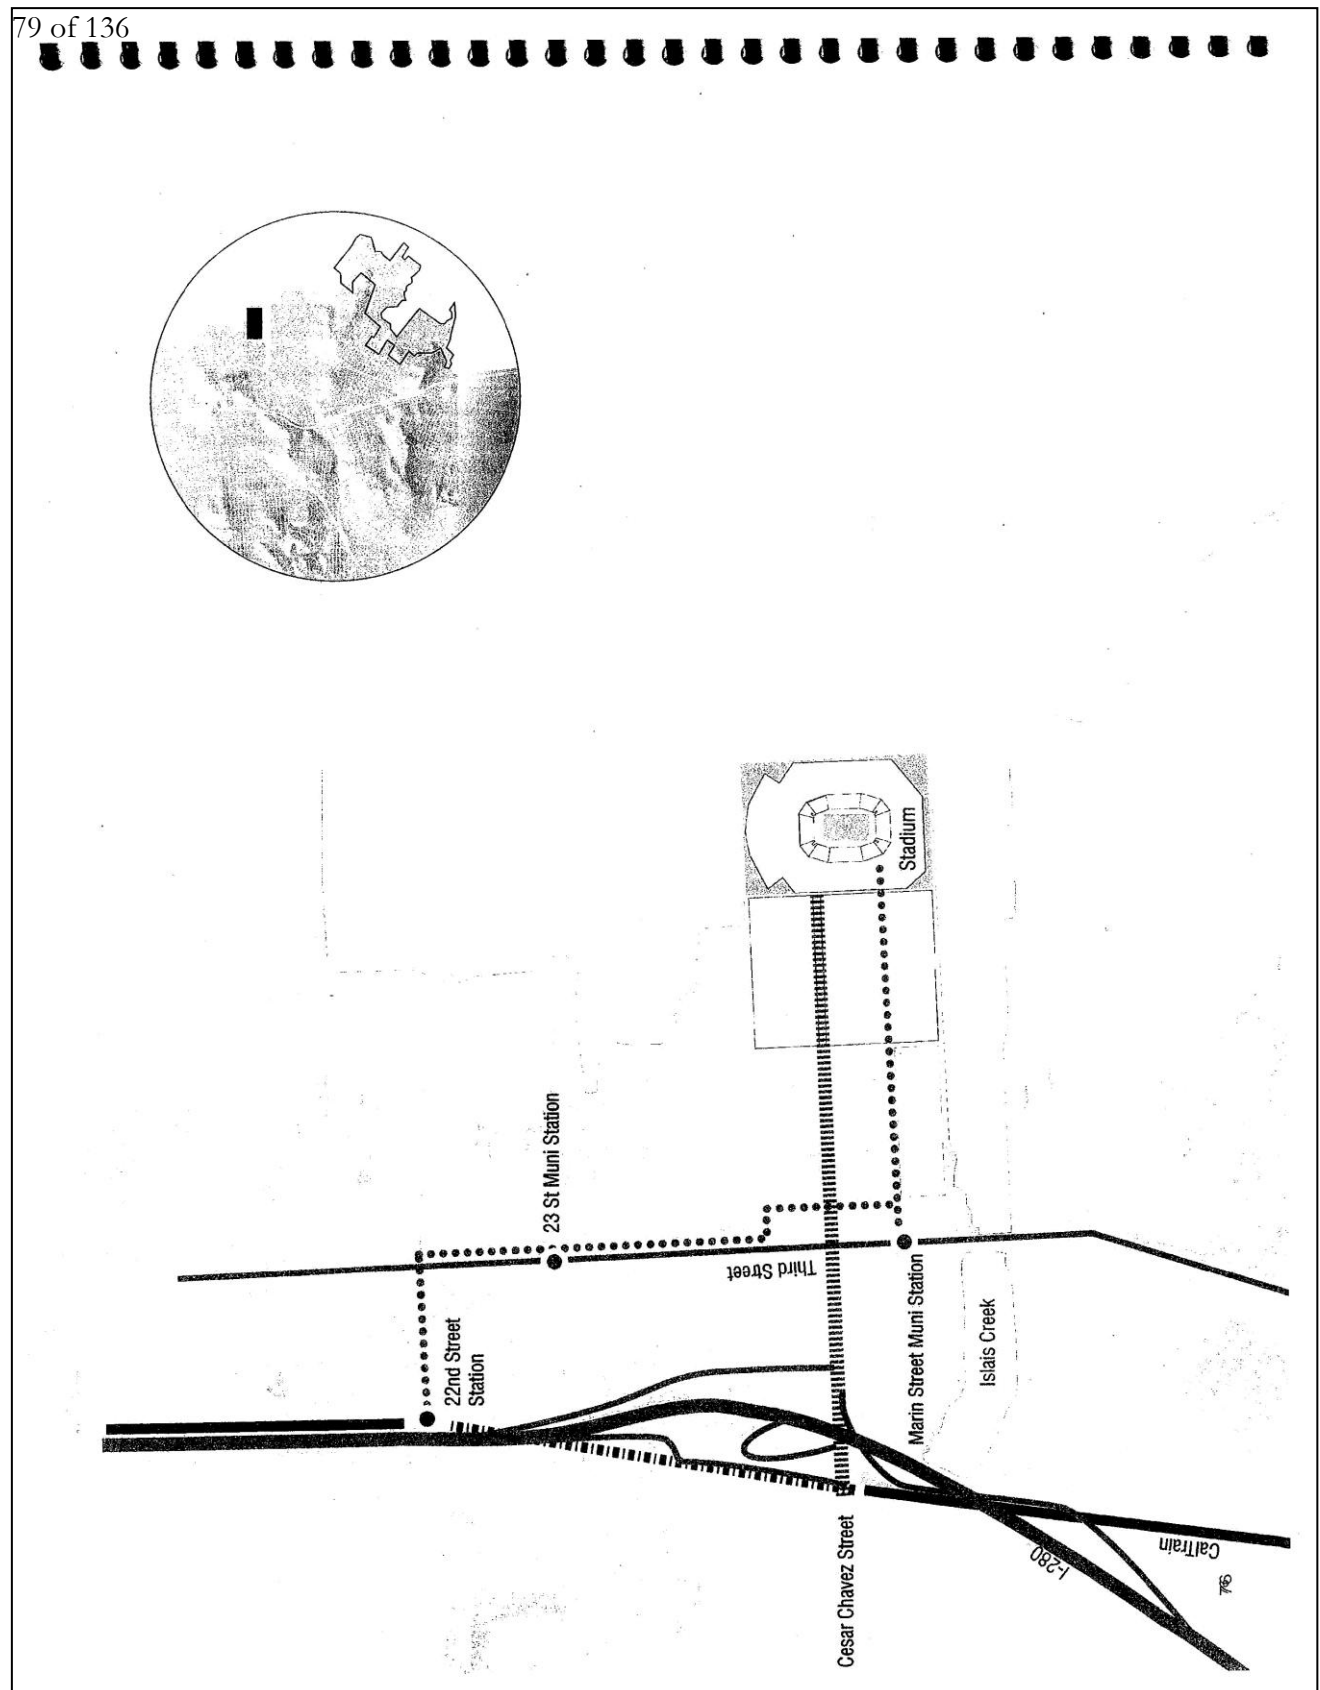 79 of 136
Stadium
23 St Muni Station
Third Street
22nd Street
Station
Marin Street Muni Station
Islais Creek
Cesar Chavez Street
I-280
CalTrain